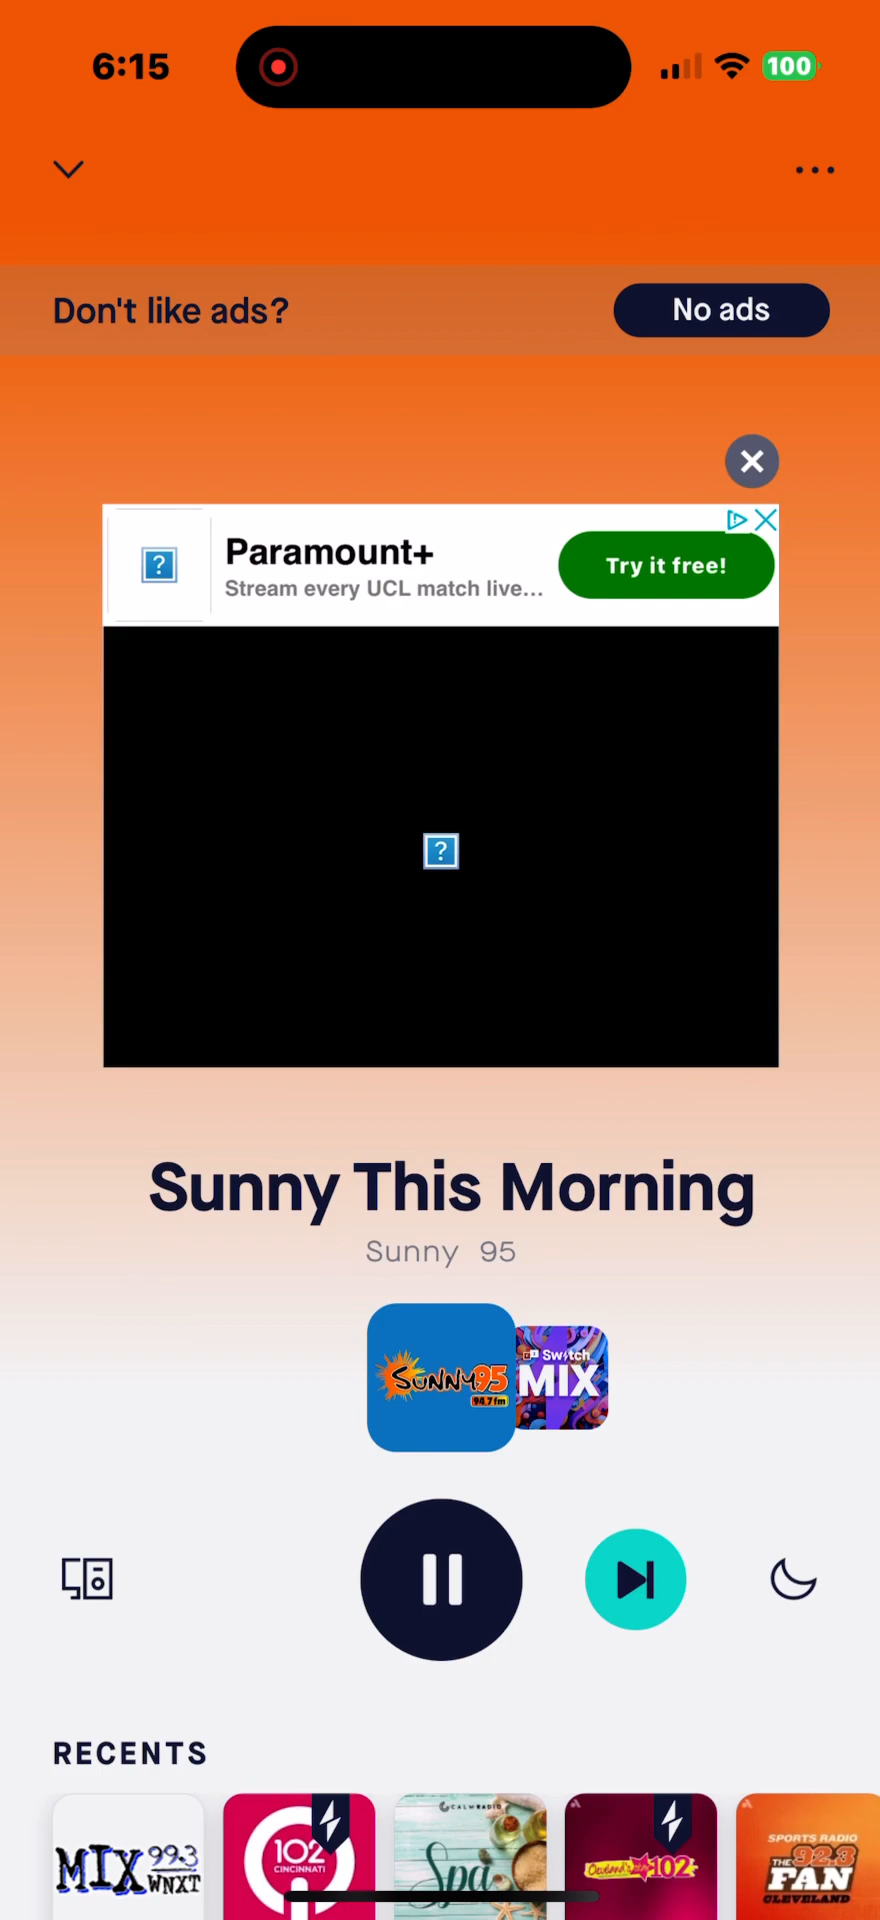 6:15
100
Don't like ads?
No ads
Paramount+
Stream every UCL match live...
Try it free!
?
?
Sunny This Morning
Sunny 95
SUNNY95
94.7fm
Switch
MIX
RECENTS
MIX 99.3
WNXT
102
CINCINNATI
CALMRADIO
Spa
Cleveland's 102
SPORTS RADIO
THE 92.3
FAN
CLEVELAND